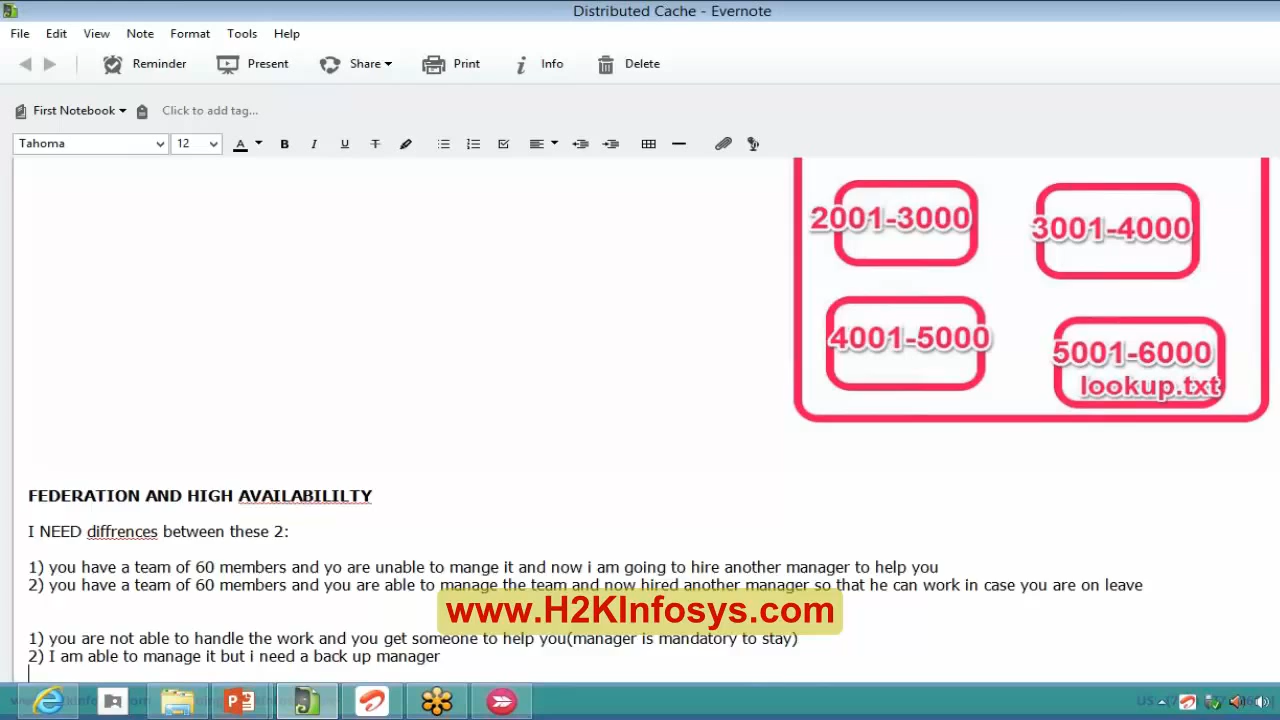 Distributed Cache - Evernote
File Edit View Note Format Tools Help
Reminder Present Share Print Info Delete
First Notebook Click to add tag...
Tahoma 12 A B I U T
2001-3000 3001-4000
4001-5000 5001-6000
lookup.txt
FEDERATION AND HIGH AVAILABILILTY
I NEED diffrences between these 2:
1) you have a team of 60 members and yo are unable to mange it and now i am going to hire another manager to help you
2) you have a team of 60 members and you are able to manage the team and now hired another manager so that he can work in case you are on leave
www.H2KInfosys.com
1) you are not able to handle the work and you get someone to help you(manager is mandatory to stay)
2) I am able to manage it but i need a back up manager
US